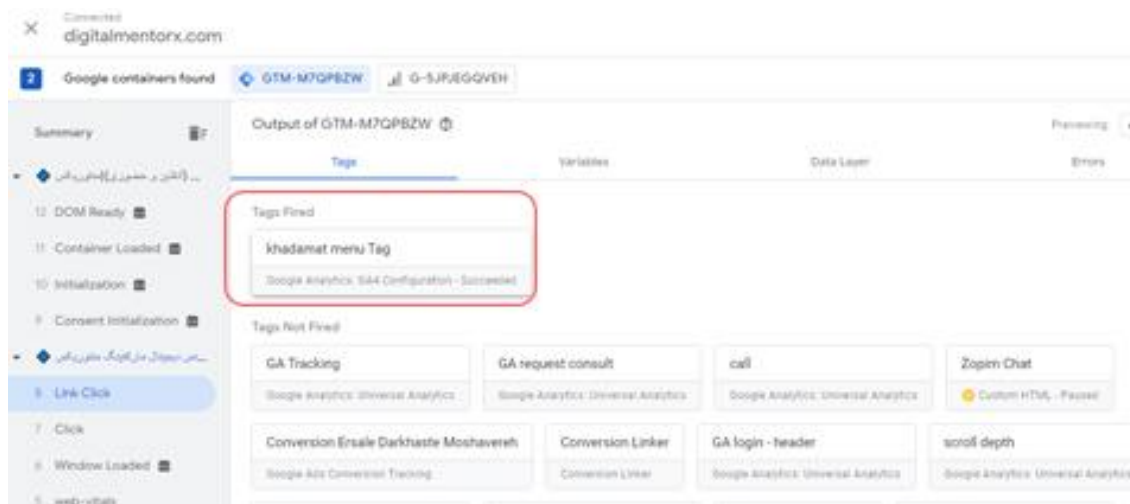 Connected
digitalmentorx.com
2 Google containers found GTM-M7QPBZW G-5JPJEGQVEH
Summary
Output of GTM-M7QPBZW
Previewing
Tags Variables Data Layer Errors
12 DOM Ready
11 Container Loaded
10 Initialization
9 Consent Initialization
8 Link Click
7 Click
6 Window Loaded
5 web-vitals
Tags Fired
khadamat menu Tag
Google Analytics: GA4 Configuration - Succeeded
Tags Not Fired
GA Tracking
Google Analytics: Universal Analytics
GA request consult
Google Analytics: Universal Analytics
call
Google Analytics: Universal Analytics
Zopim Chat
Custom HTML - Paused
Conversion Ersale Darkhaste Moshavereh
Google Ads Conversion Tracking
Conversion Linker
Conversion Linker
GA login - header
Google Analytics: Universal Analytics
scroll depth
Google Analytics: Universal Analytics